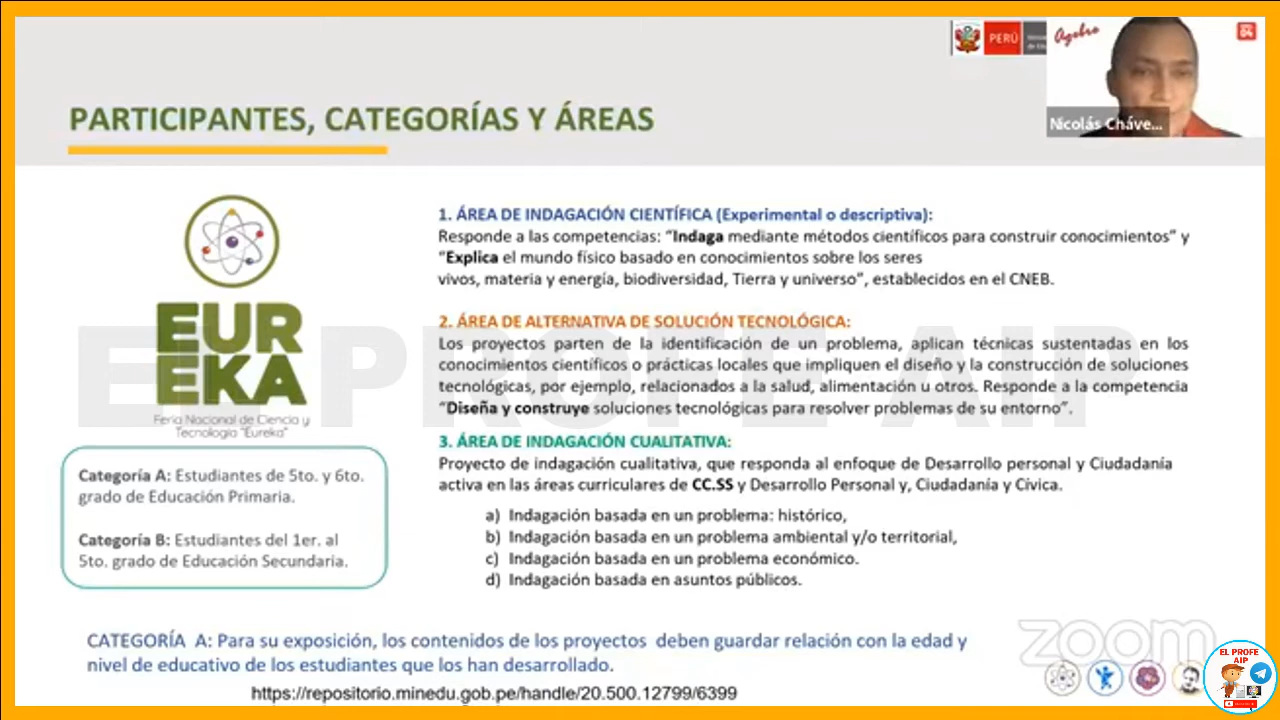 PERÚ
Agebre
04
Nicolás Cháve...
PARTICIPANTES, CATEGORÍAS Y ÁREAS
EUR
EKA
Feria Nacional de Ciencia y
Tecnología "Eureka"
Categoría A: Estudiantes de 5to. y 6to.
grado de Educación Primaria.
Categoría B: Estudiantes del 1er. al
5to. grado de Educación Secundaria.
1. ÁREA DE INDAGACIÓN CIENTÍFICA (Experimental o descriptiva):
Responde a las competencias: “Indaga mediante métodos científicos para construir conocimientos” y
“Explica el mundo físico basado en conocimientos sobre los seres
vivos, materia y energía, biodiversidad, Tierra y universo”, establecidos en el CNEB.
2. ÁREA DE ALTERNATIVA DE SOLUCIÓN TECNOLÓGICA:
Los proyectos parten de la identificación de un problema, aplican técnicas sustentadas en los
conocimientos científicos o prácticas locales que impliquen el diseño y la construcción de soluciones
tecnológicas, por ejemplo, relacionados a la salud, alimentación u otros. Responde a la competencia
“Diseña y construye soluciones tecnológicas para resolver problemas de su entorno”.
3. ÁREA DE INDAGACIÓN CUALITATIVA:
Proyecto de indagación cualitativa, que responda al enfoque de Desarrollo personal y Ciudadanía
activa en las áreas curriculares de CC.SS y Desarrollo Personal y, Ciudadanía y Cívica.
a) Indagación basada en un problema: histórico,
b) Indagación basada en un problema ambiental y/o territorial,
c) Indagación basada en un problema económico.
d) Indagación basada en asuntos públicos.
EL PROFE AIP
CATEGORÍA A: Para su exposición, los contenidos de los proyectos deben guardar relación con la edad y
nivel de educativo de los estudiantes que los han desarrollado.
https://repositorio.minedu.gob.pe/handle/20.500.12799/6399
zoom
EL PROFE
AIP